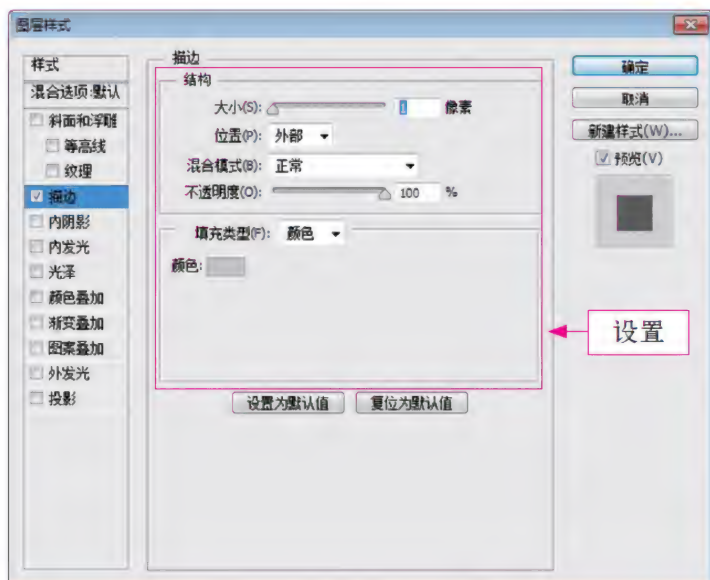 图层样式
样式
混合选项:默认
斜面和浮雕
等高线
纹理
描边
内阴影
内发光
光泽
颜色叠加
渐变叠加
图案叠加
外发光
投影
描边
结构
大小(S): 1 像素
位置(P): 外部
混合模式(B): 正常
不透明度(O): 100 %
填充类型(F): 颜色
颜色:
设置为默认值 复位为默认值
确定
取消
新建样式(W)...
预览(V)
设置